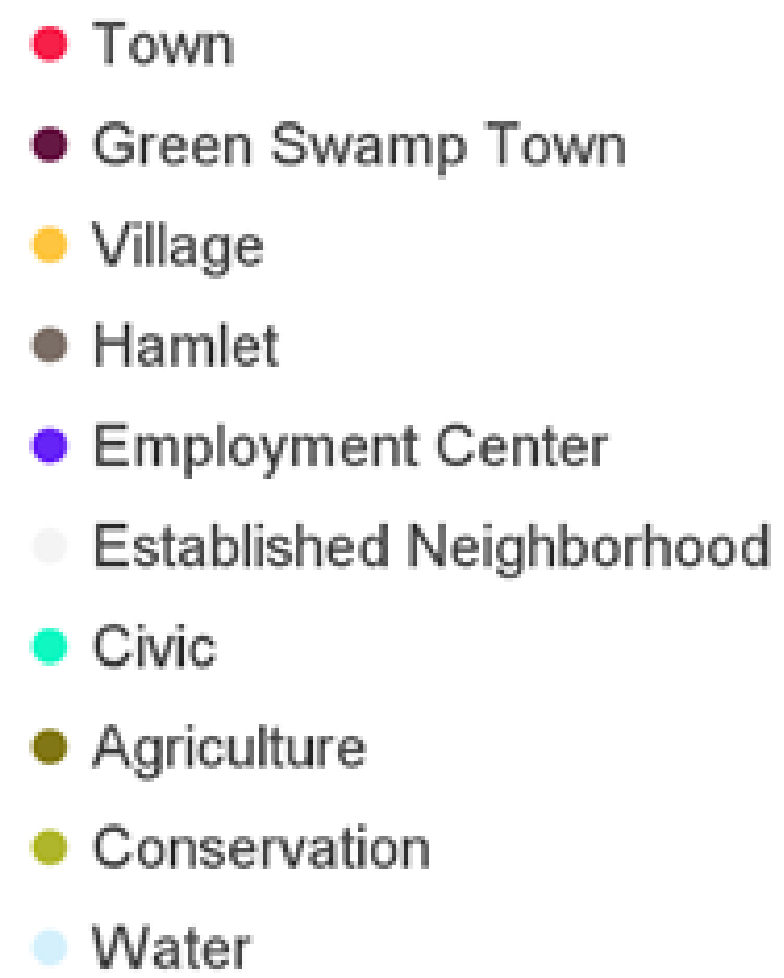 Town
Green Swamp Town
Village
Hamlet
Employment Center
Established Neighborhood
Civic
Agriculture
Conservation
Water